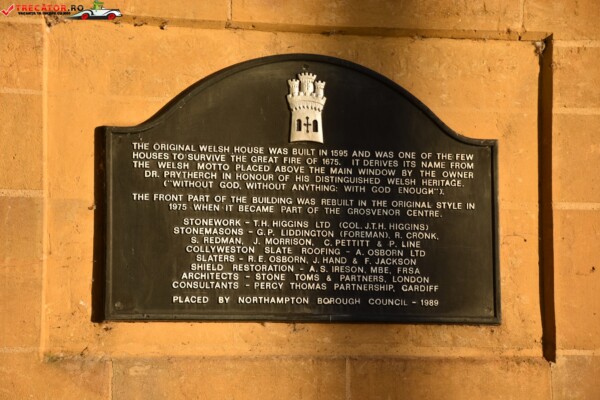 TRECATOR.RO
THE ORIGINAL WELSH HOUSE WAS BUILT IN 1595 AND WAS ONE OF THE FEW
HOUSES TO SURVIVE THE GREAT FIRE OF 1675. IT DERIVES ITS NAME FROM
THE WELSH MOTTO PLACED ABOVE THE MAIN WINDOW BY THE OWNER
DR. PRYTHERCH IN HONOUR OF HIS DISTINGUISHED WELSH HERITAGE.
("WITHOUT GOD, WITHOUT ANYTHING: WITH GOD ENOUGH").
THE FRONT PART OF THE BUILDING WAS REBUILT IN THE ORIGINAL STYLE IN
1975 WHEN IT BECAME PART OF THE GROSVENOR CENTRE.
STONEWORK - T.H. HIGGINS LTD (COL. J.T.H. HIGGINS)
STONEMASONS - G.P. LIDDINGTON (FOREMAN), R. CRONK,
S. REDMAN, J. MORRISON, C. PETTITT & P. LINE
COLLYWESTON SLATE ROOFING - A. OSBORN LTD
SLATERS - R.E. OSBORN, J. HAND & F. JACKSON
SHIELD RESTORATION - A.S. IRESON, MBE, FRSA
ARCHITECTS - STONE TOMS & PARTNERS, LONDON
CONSULTANTS - PERCY THOMAS PARTNERSHIP, CARDIFF
PLACED BY NORTHAMPTON BOROUGH COUNCIL - 1989